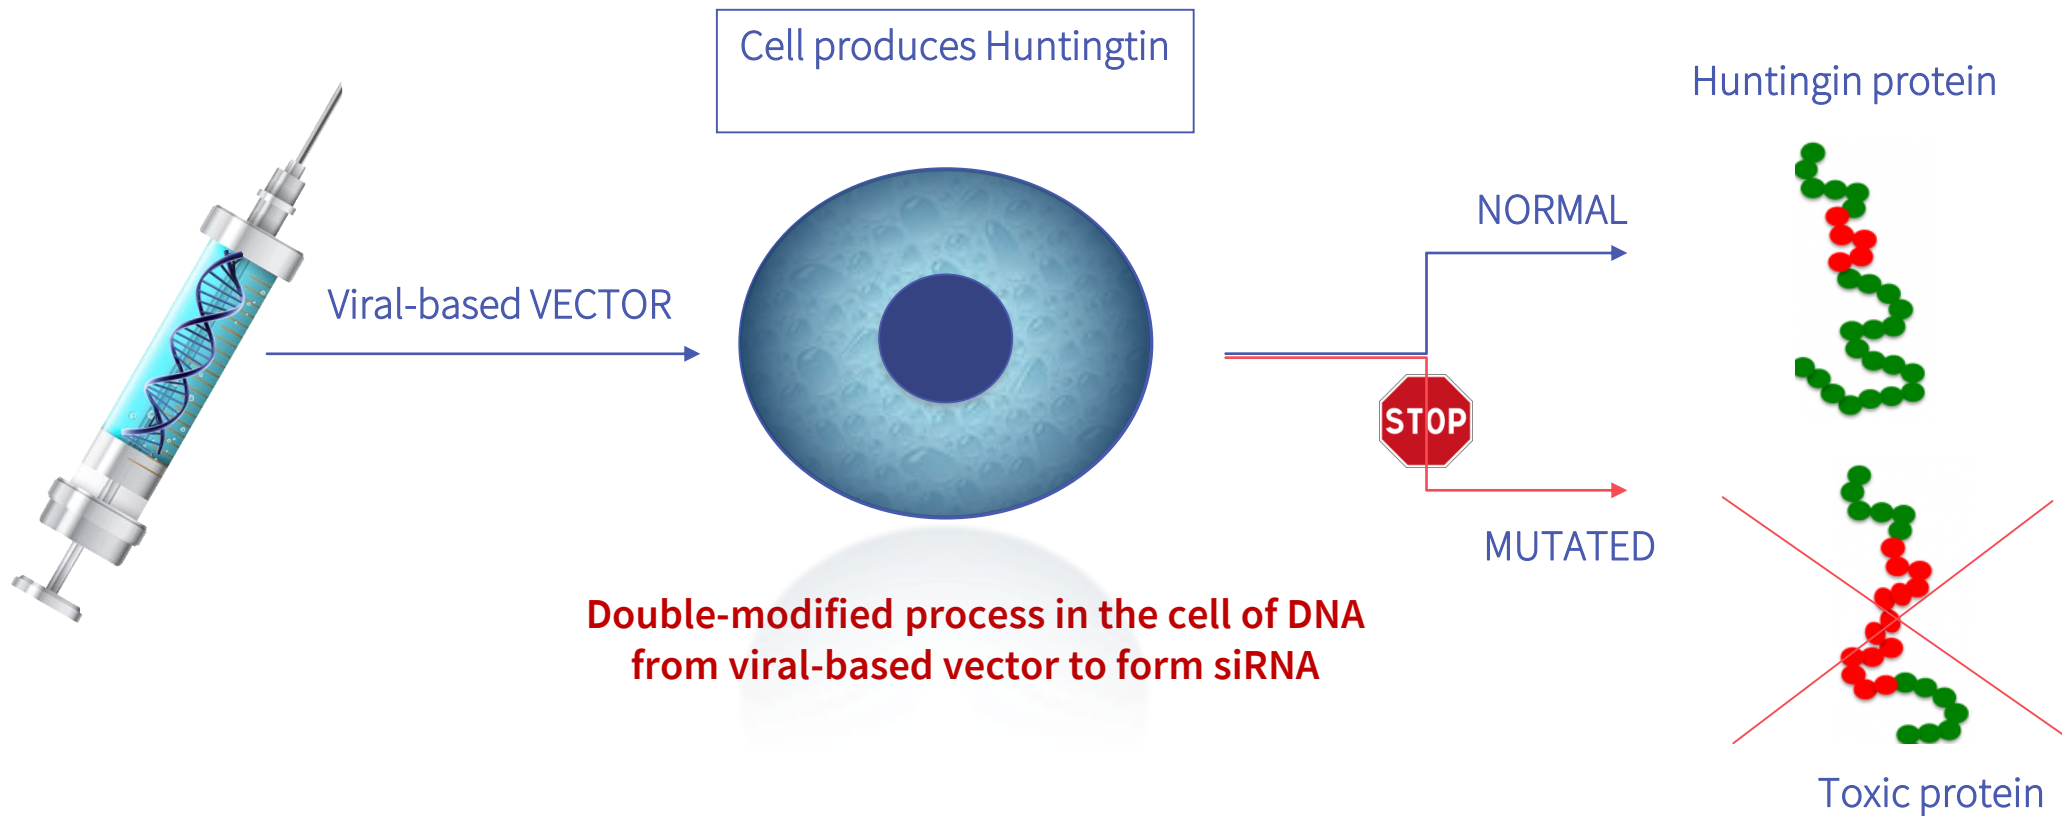 Cell produces Huntingtin
Huntingin protein
NORMAL
Viral-based VECTOR
STOP
MUTATED
Double-modified process in the cell of DNA
from viral-based vector to form siRNA
Toxic protein